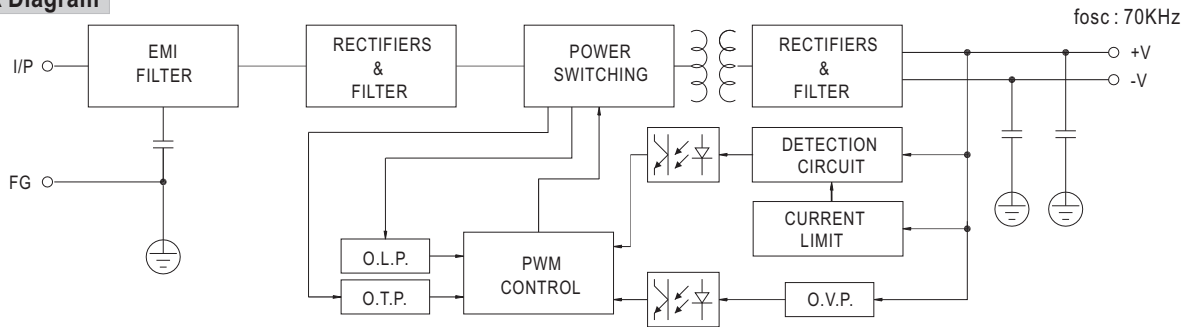 Diagram
fosc : 70KHz
I/P
EMI
FILTER
RECTIFIERS
&
FILTER
POWER
SWITCHING
RECTIFIERS
&
FILTER
+V
-V
DETECTION
CIRCUIT
FG
CURRENT
LIMIT
O.L.P.
PWM
CONTROL
O.T.P.
O.V.P.